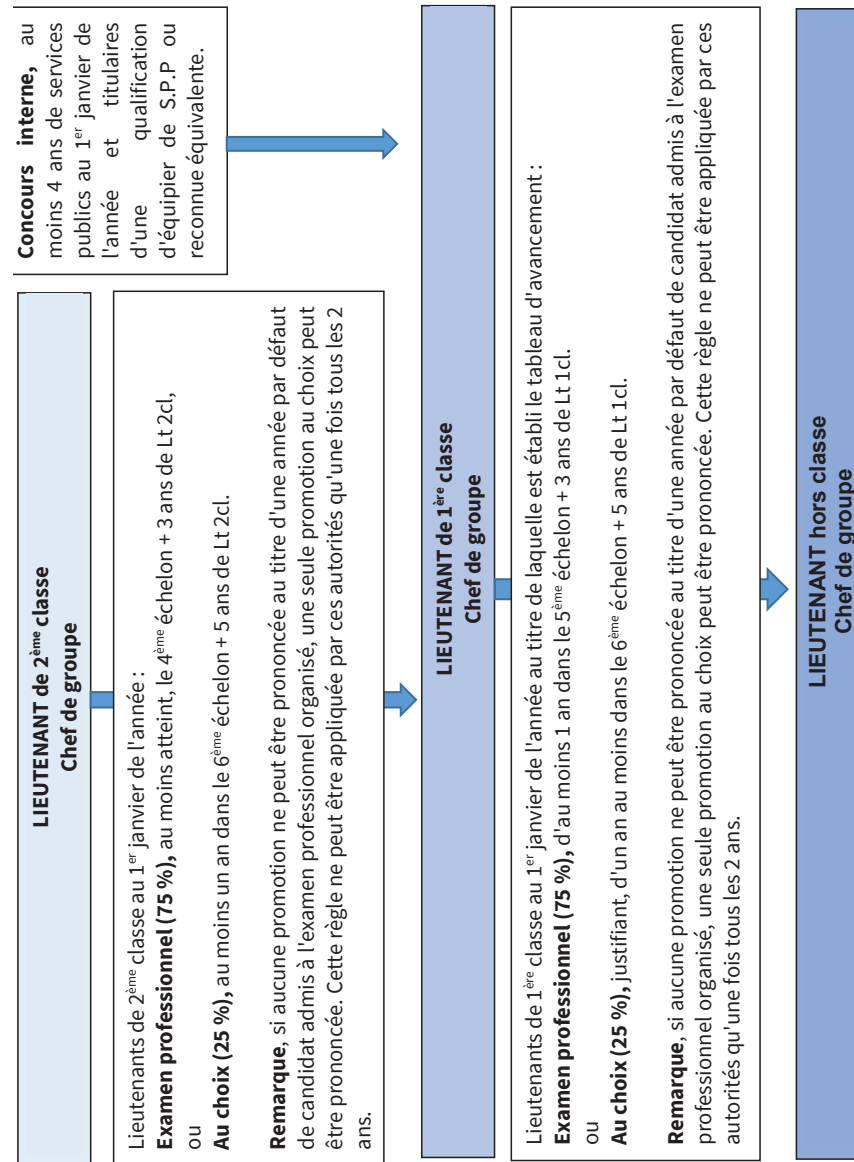 LIEUTENANT de 2ème classe
Chef de groupe
Concours interne, au
moins 4 ans de services
publics au 1er janvier de
l'année et titulaires
d'une qualification
d'équipier de S.P.P ou
reconnue équivalente.
Lieutenants de 2ème classe au 1er janvier de l'année :
Examen professionnel (75 %), au moins atteint, le 4ème échelon + 3 ans de Lt 2cl,
ou
Au choix (25 %), au moins un an dans le 6ème échelon + 5 ans de Lt 2cl.
Remarque, si aucune promotion ne peut être prononcée au titre d'une année par défaut
de candidat admis à l'examen professionnel organisé, une seule promotion au choix peut
être prononcée. Cette règle ne peut être appliquée par ces autorités qu'une fois tous les 2
ans.
LIEUTENANT de 1ère classe
Chef de groupe
Lieutenants de 1ère classe au 1er janvier de l'année au titre de laquelle est établi le tableau d'avancement :
Examen professionnel (75 %), d'au moins 1 an dans le 5ème échelon + 3 ans de Lt 1cl.
ou
Au choix (25 %), justifiant, d'un an au moins dans le 6ème échelon + 5 ans de Lt 1cl.
Remarque, si aucune promotion ne peut être prononcée au titre d'une année par défaut de candidat admis à l'examen
professionnel organisé, une seule promotion au choix peut être prononcée. Cette règle ne peut être appliquée par ces
autorités qu'une fois tous les 2 ans.
LIEUTENANT hors classe
Chef de groupe